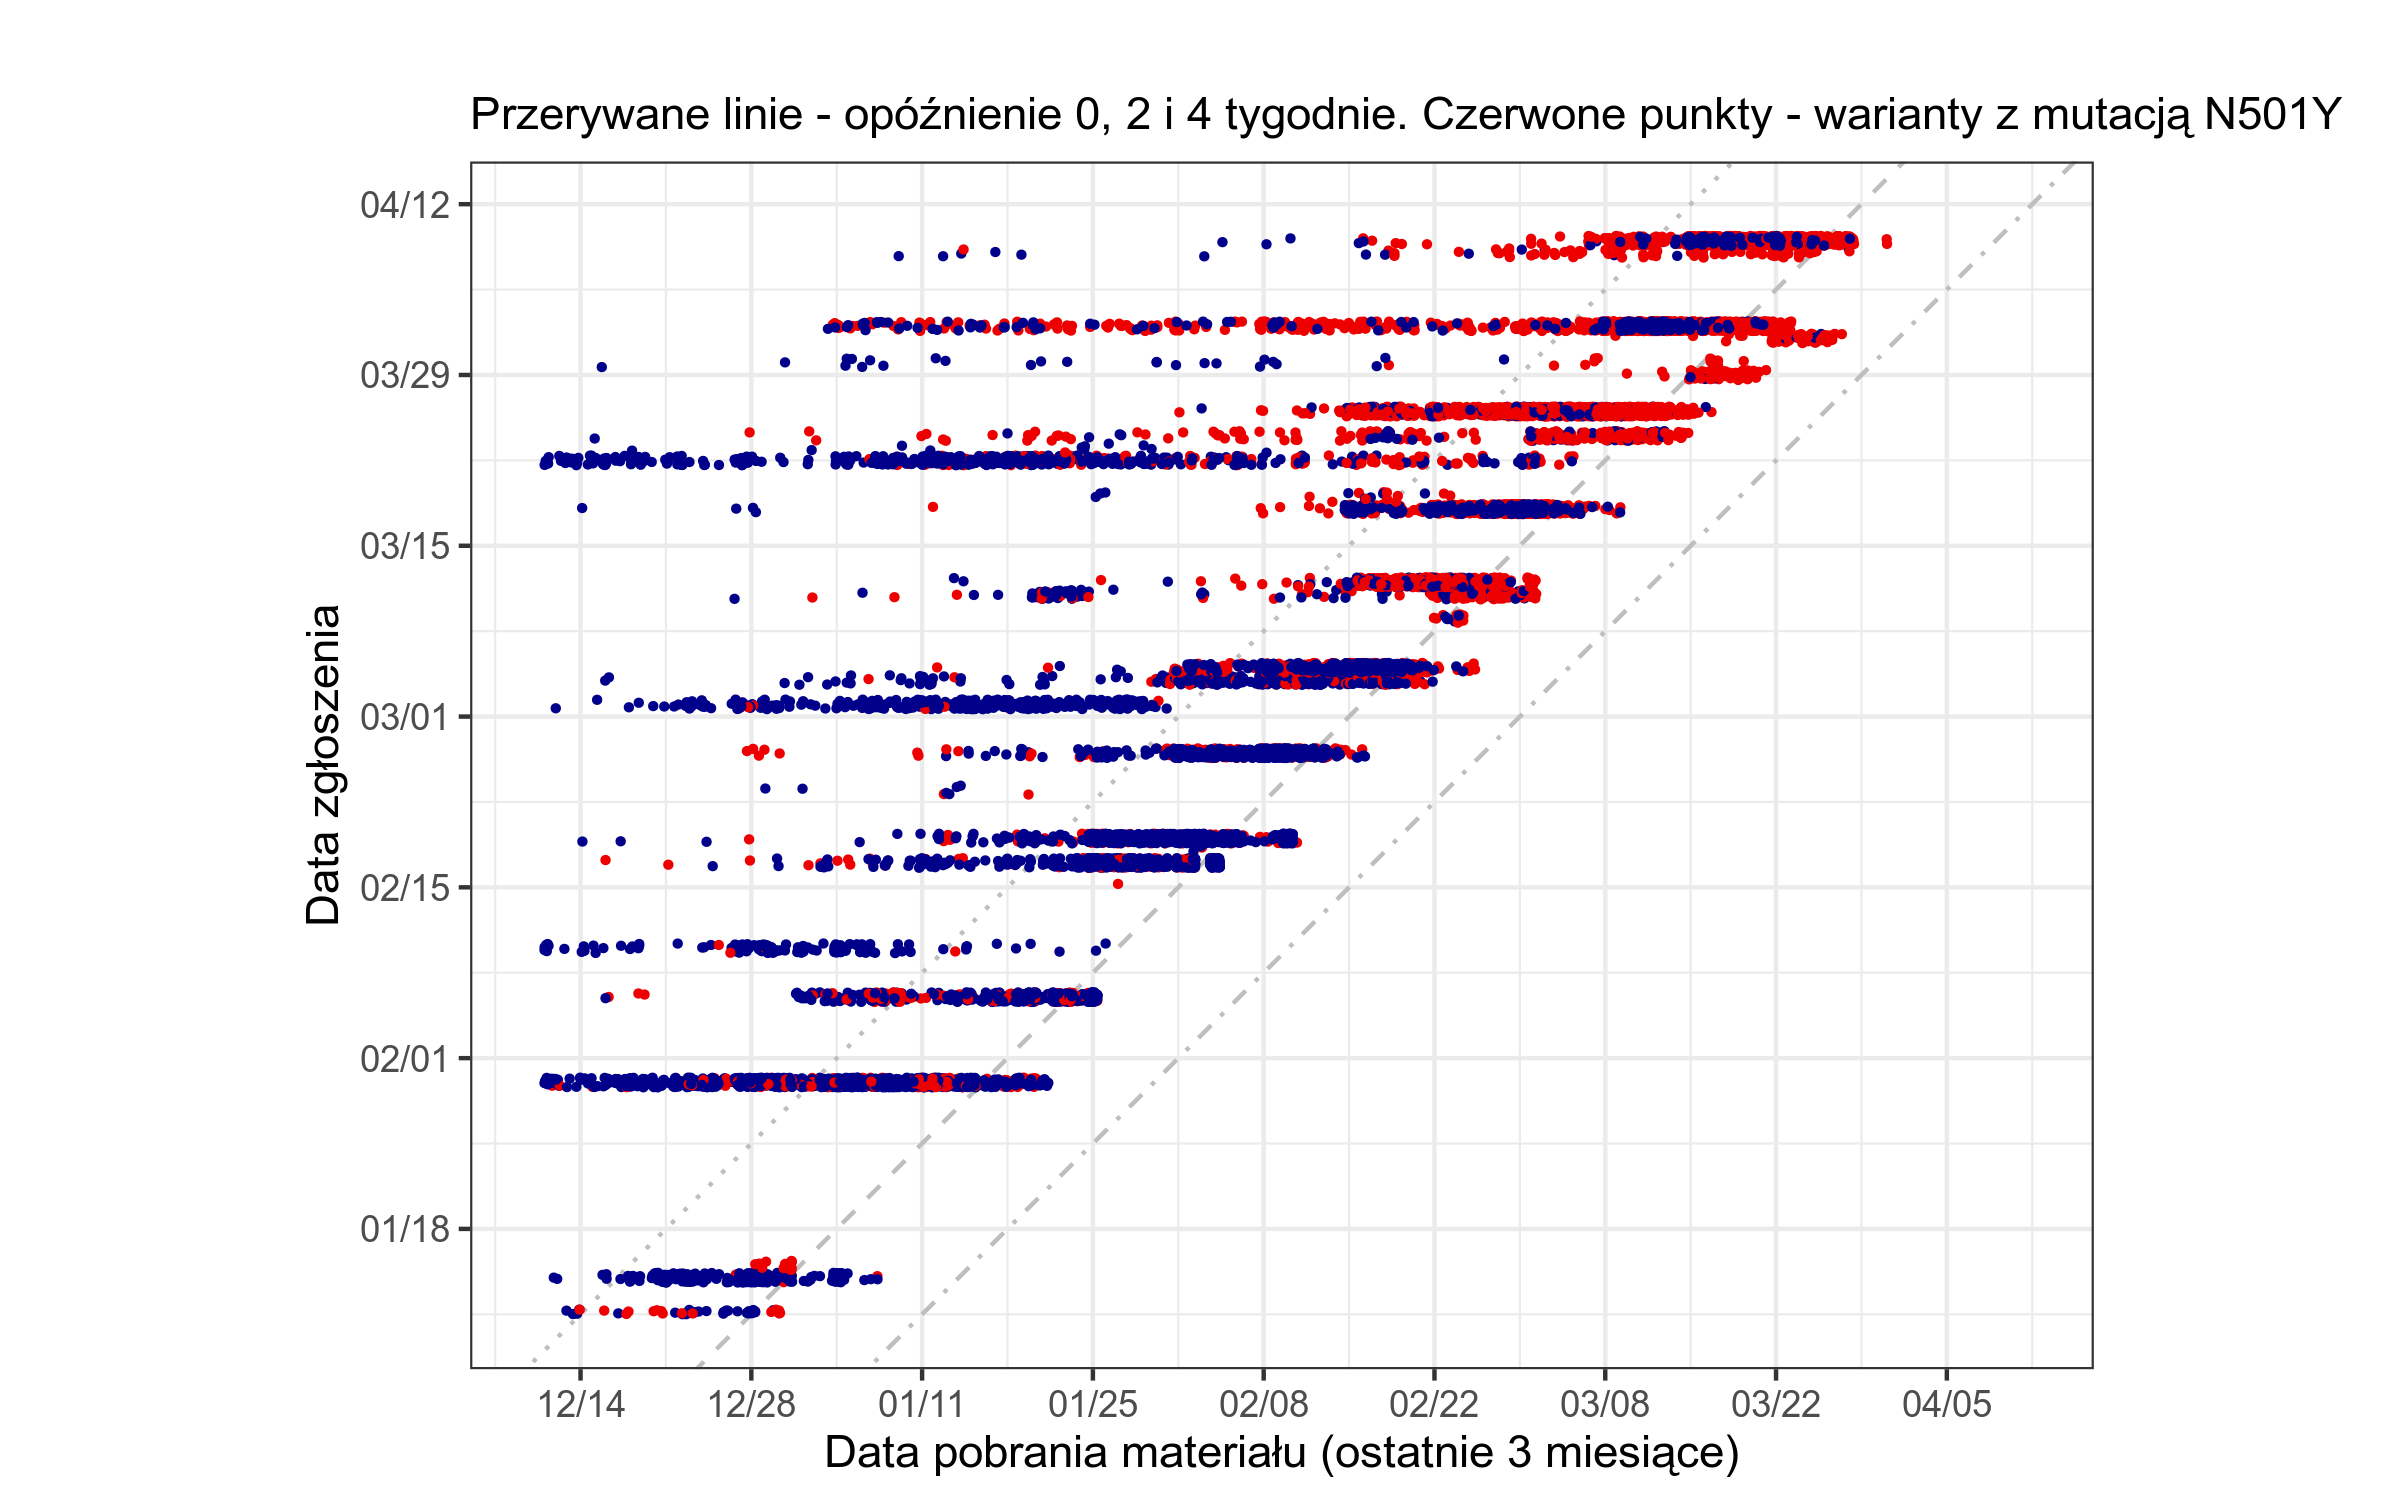 Przerywane linie - opóźnienie 0, 2 i 4 tygodnie. Czerwone punkty - warianty z mutacją N501Y
04/12
03/29
03/15
03/01
02/15
02/01
01/18
Data zgłoszenia
12/14 12/28 01/11 01/25 02/08 02/22 03/08 03/22 04/05
Data pobrania materiału (ostatnie 3 miesiące)